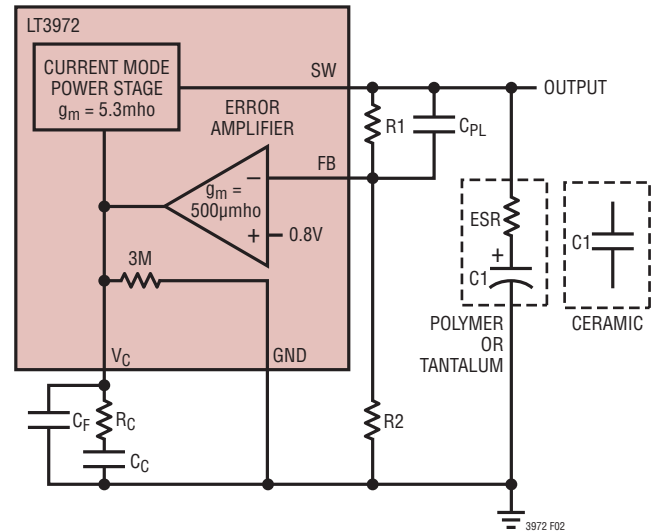 LT3972
CURRENT MODE
POWER STAGE
gm = 5.3mho
SW
OUTPUT
ERROR
AMPLIFIER
R1
CPL
FB
gm =
500µmho
−
+
0.8V
ESR
+
C1
C1
3M
POLYMER
OR
TANTALUM
CERAMIC
VC
GND
CF
RC
R2
CC
3972 F02